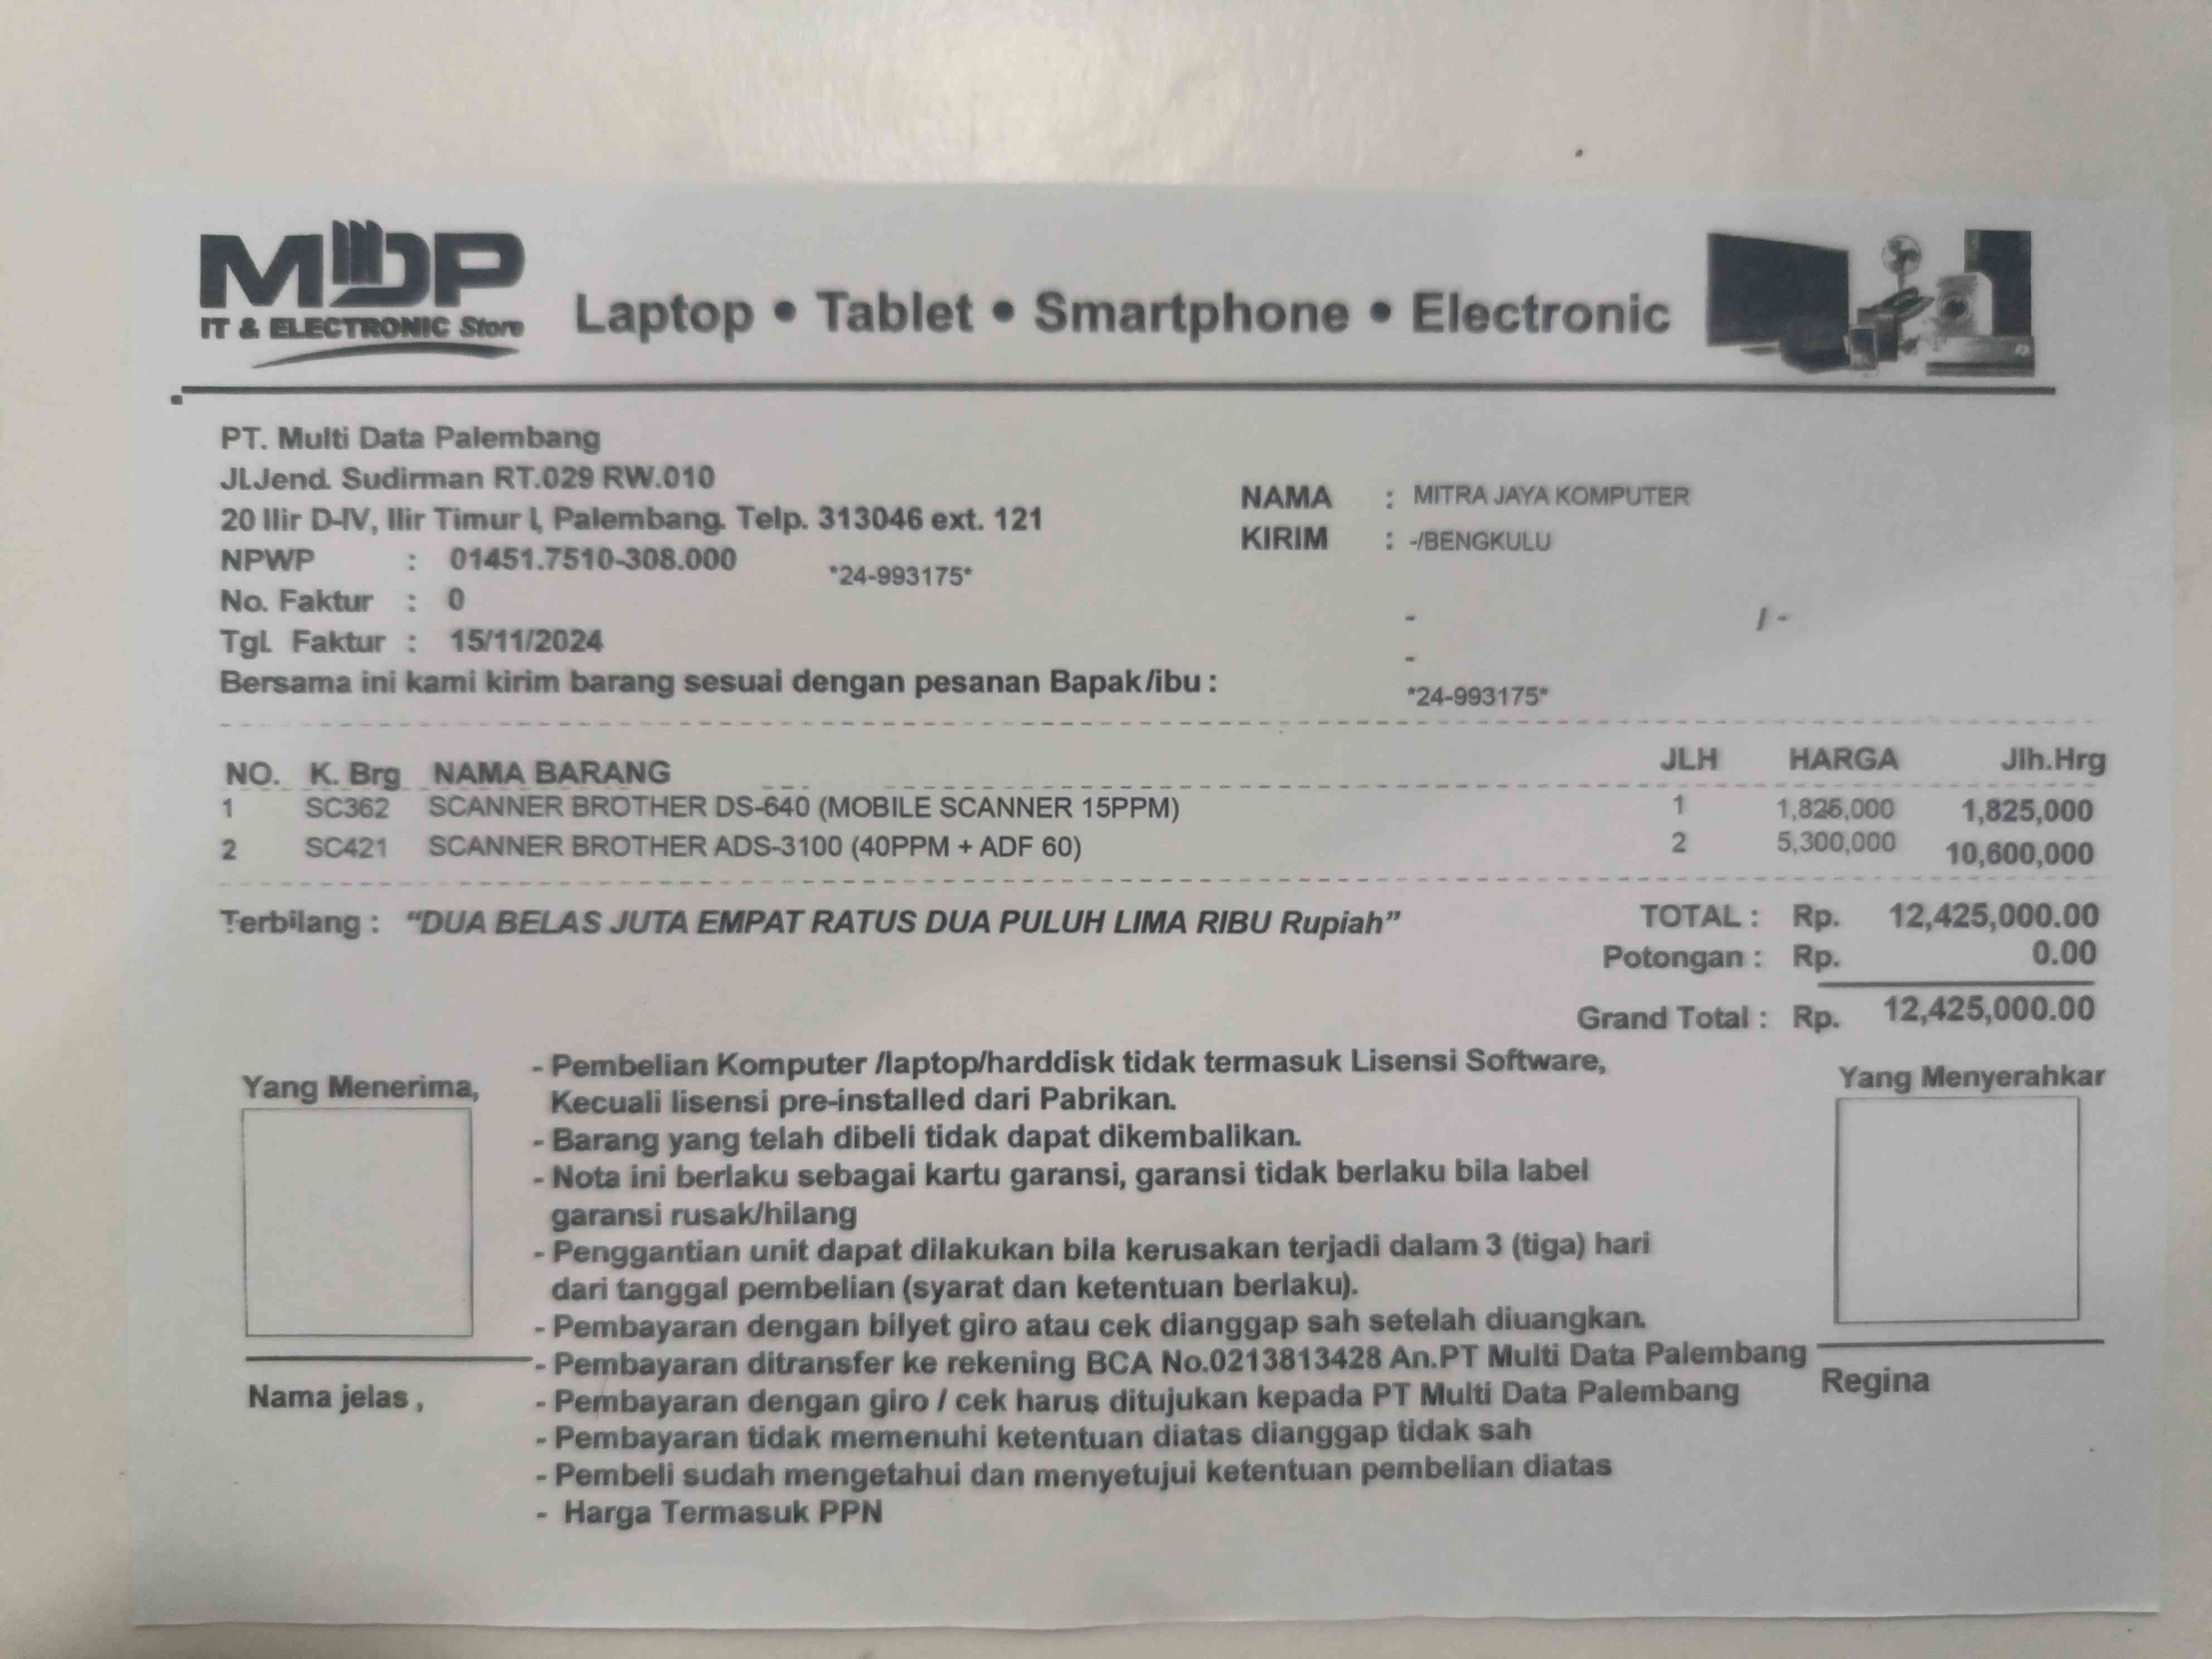 MDP
IT & ELECTRONIC Store
Laptop • Tablet • Smartphone • Electronic
PT. Multi Data Palembang
Jl.Jend. Sudirman RT.029 RW.010
20 Ilir D-IV, Ilir Timur I, Palembang. Telp. 313046 ext. 121
NPWP : 01451.7510-308.000
*24-993175*
No. Faktur : 0
Tgl. Faktur : 15/11/2024
Bersama ini kami kirim barang sesuai dengan pesanan Bapak/ibu :
NAMA : MITRA JAYA KOMPUTER
KIRIM : -/BENGKULU
- / -
-
*24-993175*
NO. K. Brg NAMA BARANG JLH HARGA Jlh.Hrg
1 SC362 SCANNER BROTHER DS-640 (MOBILE SCANNER 15PPM) 1 1,825,000 1,825,000
2 SC421 SCANNER BROTHER ADS-3100 (40PPM + ADF 60) 2 5,300,000 10,600,000
Terbilang : “DUA BELAS JUTA EMPAT RATUS DUA PULUH LIMA RIBU Rupiah”
TOTAL : Rp. 12,425,000.00
Potongan : Rp. 0.00
Grand Total : Rp. 12,425,000.00
Yang Menerima,
Nama jelas ,
- Pembelian Komputer /laptop/harddisk tidak termasuk Lisensi Software,
Kecuali lisensi pre-installed dari Pabrikan.
- Barang yang telah dibeli tidak dapat dikembalikan.
- Nota ini berlaku sebagai kartu garansi, garansi tidak berlaku bila label
garansi rusak/hilang
- Penggantian unit dapat dilakukan bila kerusakan terjadi dalam 3 (tiga) hari
dari tanggal pembelian (syarat dan ketentuan berlaku).
- Pembayaran dengan bilyet giro atau cek dianggap sah setelah diuangkan.
- Pembayaran ditransfer ke rekening BCA No.0213813428 An.PT Multi Data Palembang
- Pembayaran dengan giro / cek harus ditujukan kepada PT Multi Data Palembang
- Pembayaran tidak memenuhi ketentuan diatas dianggap tidak sah
- Pembeli sudah mengetahui dan menyetujui ketentuan pembelian diatas
- Harga Termasuk PPN
Yang Menyerahkar
Regina